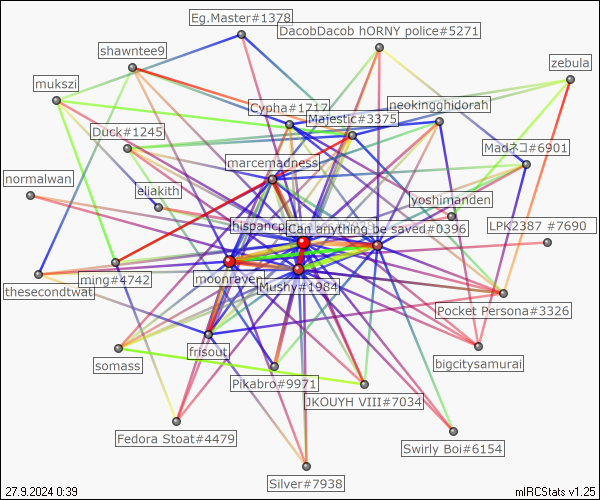 Eg.Master#1378
DacobDacob hORNY police#5271
shawntee9
zebula
mukszi
Cypha#1717
neokingghidorah
Majestic#3375
Duck#1245
Madネコ#6901
marcemadness
normalwan
eliakith
yoshimanden
hispanc
Can anything be saved#0396
LPK2387 #7690
moonraven
ming#4742
thesecondtwat
Mushy#1984
Pocket Persona#3326
frisout
somass
bigcitysamurai
Pikabro#9971
JKOUYH VIII#7034
Fedora Stoat#4479
Swirly Boi#6154
Silver#7938
27.9.2024 0:39
mIRCStats v1.25